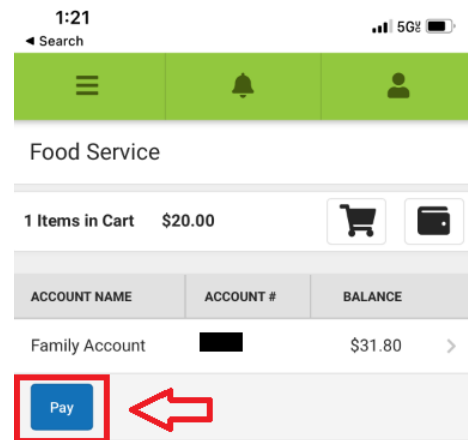 1:21
5G
◄ Search
Food Service
1 Items in Cart $20.00
ACCOUNT NAME ACCOUNT # BALANCE
Family Account $31.80
Pay